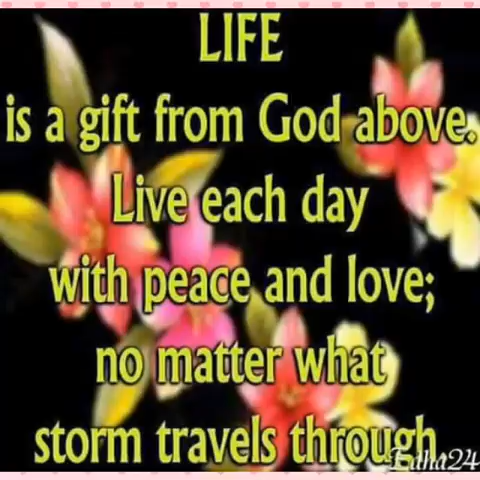 LIFE
is a gift from God above.
Live each day
with peace and love;
no matter what
storm travels through.